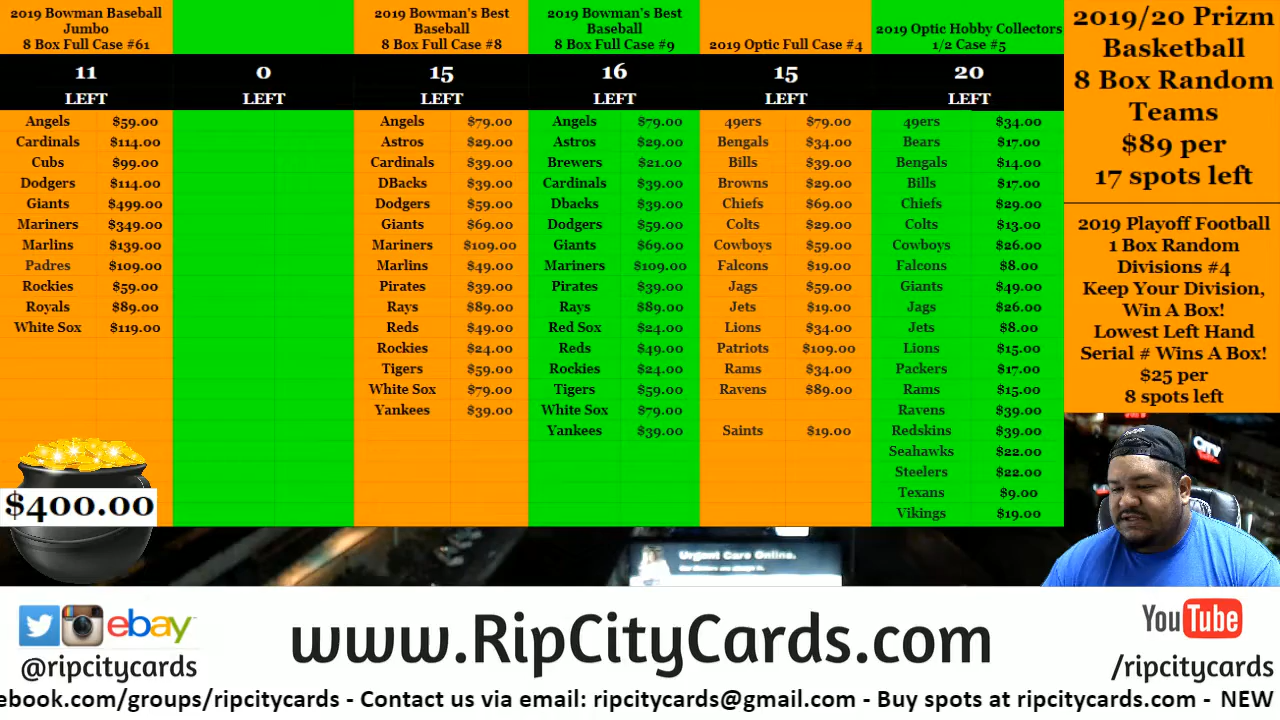 2019 Bowman Baseball
Jumbo
8 Box Full Case #61
11
LEFT
Angels $59.00
Cardinals $114.00
Cubs $99.00
Dodgers $114.00
Giants $499.00
Mariners $349.00
Marlins $139.00
Padres $109.00
Rockies $59.00
Royals $89.00
White Sox $119.00
$400.00
0
LEFT
2019 Bowman's Best
Baseball
8 Box Full Case #8
15
LEFT
Angels $79.00
Astros $29.00
Cardinals $39.00
DBacks $39.00
Dodgers $59.00
Giants $69.00
Mariners $109.00
Marlins $49.00
Pirates $39.00
Rays $89.00
Reds $49.00
Rockies $24.00
Tigers $59.00
White Sox $79.00
Yankees $39.00
2019 Bowman's Best
Baseball
8 Box Full Case #9
16
LEFT
Angels $79.00
Astros $29.00
Brewers $21.00
Cardinals $39.00
Dbacks $39.00
Dodgers $59.00
Giants $69.00
Mariners $109.00
Pirates $39.00
Rays $89.00
Red Sox $24.00
Reds $49.00
Rockies $24.00
Tigers $59.00
White Sox $79.00
Yankees $39.00
2019 Optic Full Case #4
15
LEFT
49ers $79.00
Bengals $34.00
Bills $39.00
Browns $29.00
Chiefs $69.00
Colts $29.00
Cowboys $59.00
Falcons $19.00
Jags $59.00
Jets $19.00
Lions $34.00
Patriots $109.00
Rams $34.00
Ravens $89.00
Saints $19.00
2019 Optic Hobby Collectors
1/2 Case #5
20
LEFT
49ers $34.00
Bears $17.00
Bengals $14.00
Bills $17.00
Chiefs $29.00
Colts $13.00
Cowboys $26.00
Falcons $8.00
Giants $49.00
Jags $26.00
Jets $8.00
Lions $15.00
Packers $17.00
Rams $15.00
Ravens $39.00
Redskins $39.00
Seahawks $22.00
Steelers $22.00
Texans $9.00
Vikings $19.00
2019/20 Prizm
Basketball
8 Box Random
Teams
$89 per
17 spots left
2019 Playoff Football
1 Box Random
Divisions #4
Keep Your Division,
Win A Box!
Lowest Left Hand
Serial # Wins A Box!
$25 per
8 spots left
CITY
Urgent Care Online.
ebay
@ripcitycards
www.RipCityCards.com
YouTube
/ripcitycards
ebook.com/groups/ripcitycards - Contact us via email: ripcitycards@gmail.com - Buy spots at ripcitycards.com - NEW